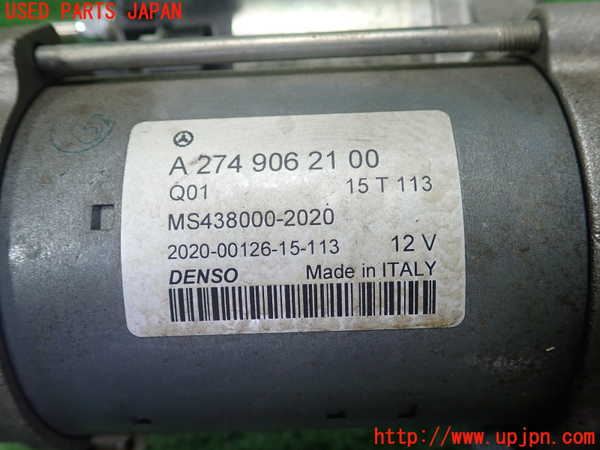 USED PARTS JAPAN
A 274 906 21 00
Q01 15 T 113
MS438000-2020
2020-00126-15-113 12 V
DENSO Made in ITALY
http://www.upjpn.com/